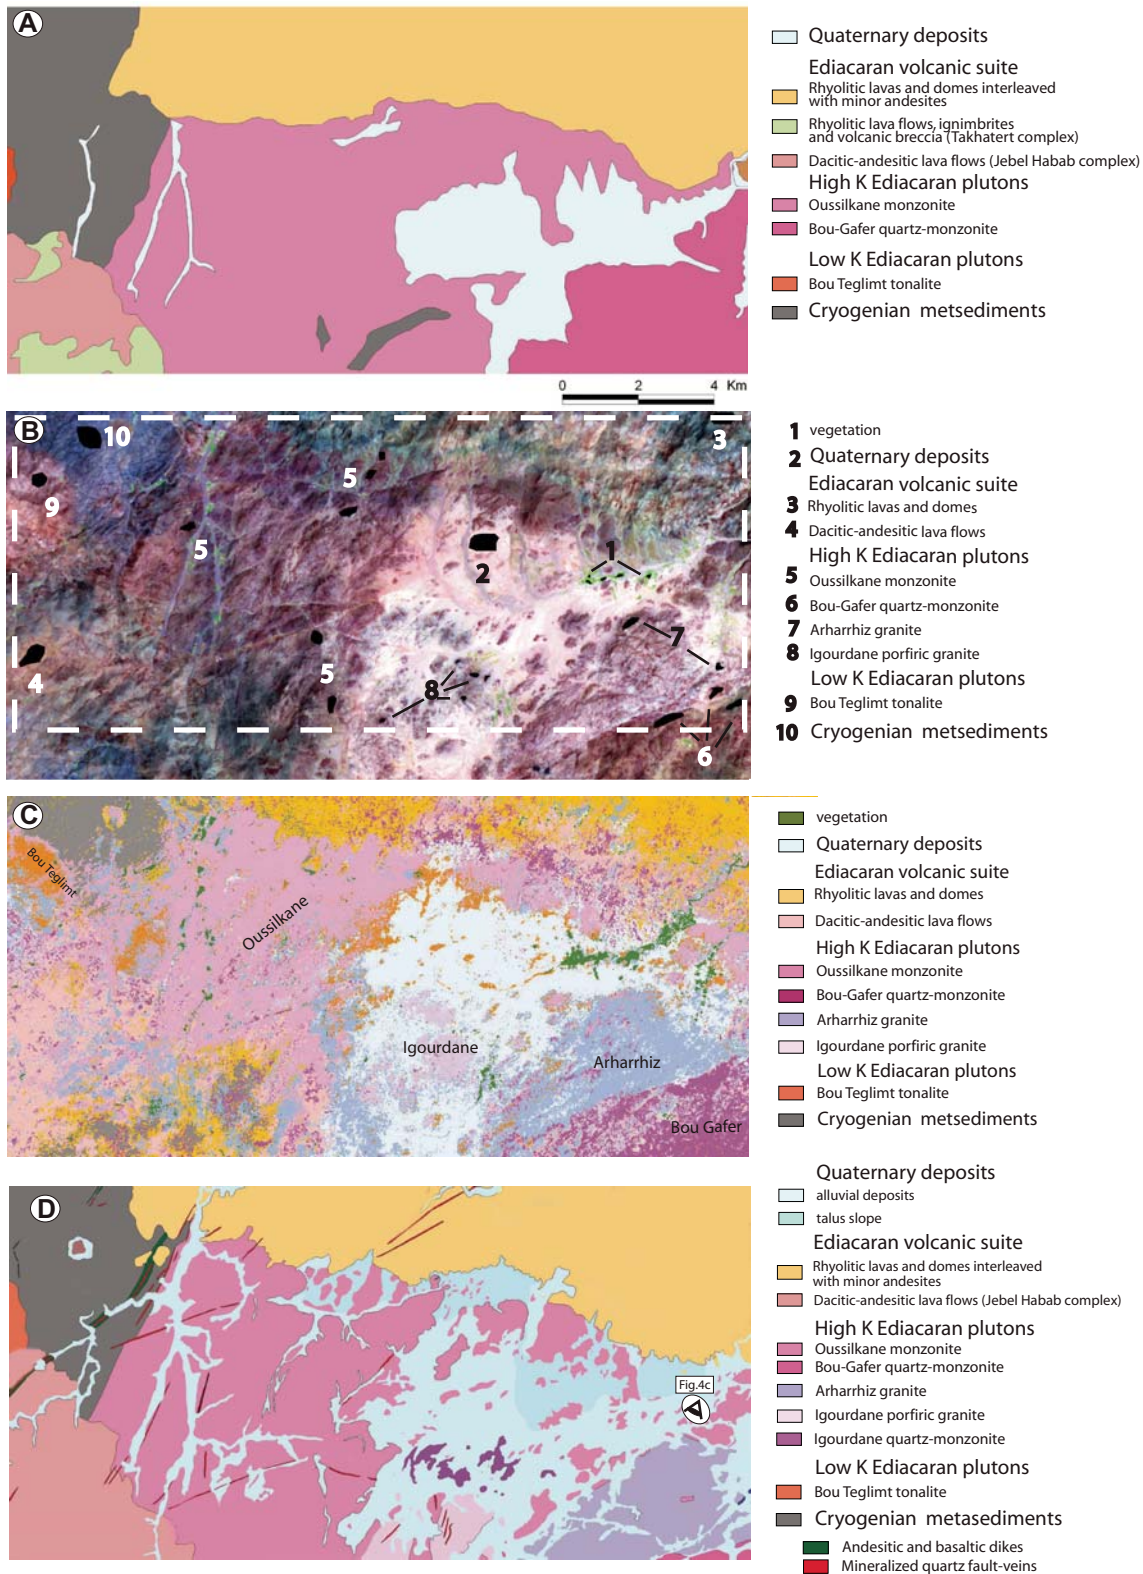 A
Quaternary deposits
Ediacaran volcanic suite
Rhyolitic lavas and domes interleaved
with minor andesites
Rhyolitic lava flows, ignimbrites
and volcanic breccia (Takhatert complex)
Dacitic-andesitic lava flows (Jebel Habab complex)
High K Ediacaran plutons
Oussilkane monzonite
Bou-Gafer quartz-monzonite
Low K Ediacaran plutons
Bou Teglimt tonalite
Cryogenian metsediments
0 2 4 Km
B
10
3
5
9
5
1
2
7
4
5
8
6
1 vegetation
2 Quaternary deposits
Ediacaran volcanic suite
3 Rhyolitic lavas and domes
4 Dacitic-andesitic lava flows
High K Ediacaran plutons
5 Oussilkane monzonite
6 Bou-Gafer quartz-monzonite
7 Arharrhiz granite
8 Igourdane porfiric granite
Low K Ediacaran plutons
9 Bou Teglimt tonalite
10 Cryogenian metsediments
C
Bou Teglimt
Oussilkane
Igourdane
Arharrhiz
Bou Gafer
vegetation
Quaternary deposits
Ediacaran volcanic suite
Rhyolitic lavas and domes
Dacitic-andesitic lava flows
High K Ediacaran plutons
Oussilkane monzonite
Bou-Gafer quartz-monzonite
Arharrhiz granite
Igourdane porfiric granite
Low K Ediacaran plutons
Bou Teglimt tonalite
Cryogenian metsediments
D
Fig.4c
Quaternary deposits
alluvial deposits
talus slope
Ediacaran volcanic suite
Rhyolitic lavas and domes interleaved
with minor andesites
Dacitic-andesitic lava flows (Jebel Habab complex)
High K Ediacaran plutons
Oussilkane monzonite
Bou-Gafer quartz-monzonite
Arharrhiz granite
Igourdane porfiric granite
Igourdane quartz-monzonite
Low K Ediacaran plutons
Bou Teglimt tonalite
Cryogenian metasediments
Andesitic and basaltic dikes
Mineralized quartz fault-veins